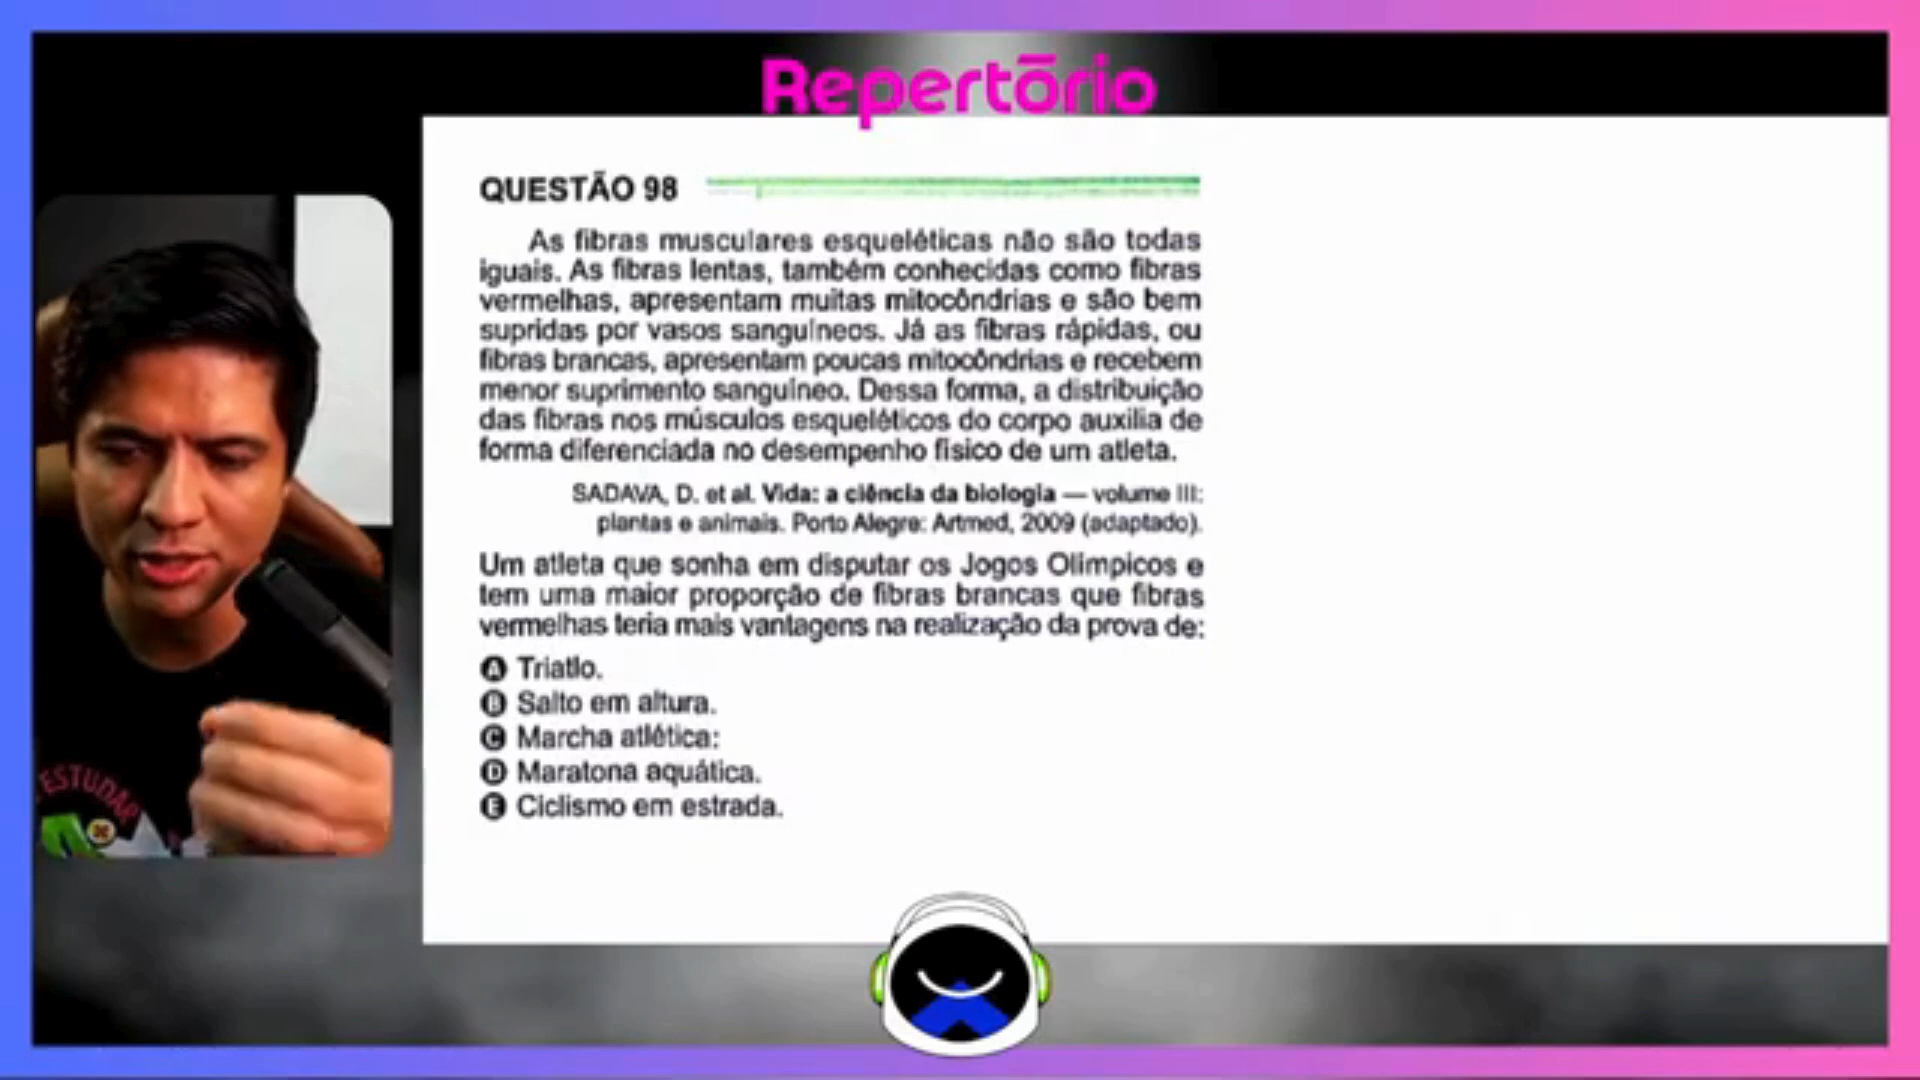 Repertōrio
QUESTÃO 98
As fibras musculares esqueléticas não são todas
iguais. As fibras lentas, também conhecidas como fibras
vermelhas, apresentam muitas mitocôndrias e são bem
supridas por vasos sanguíneos. Já as fibras rápidas, ou
fibras brancas, apresentam poucas mitocôndrias e recebem
menor suprimento sanguíneo. Dessa forma, a distribuição
das fibras nos músculos esqueléticos do corpo auxilia de
forma diferenciada no desempenho físico de um atleta.
SADAVA, D. et al. Vida: a ciência da biologia — volume III:
plantas e animais. Porto Alegre: Artmed, 2009 (adaptado).
Um atleta que sonha em disputar os Jogos Olímpicos e
tem uma maior proporção de fibras brancas que fibras
vermelhas teria mais vantagens na realização da prova de:
A Triatlo.
B Salto em altura.
C Marcha atlética:
D Maratona aquática.
E Ciclismo em estrada.
ESTUDAR